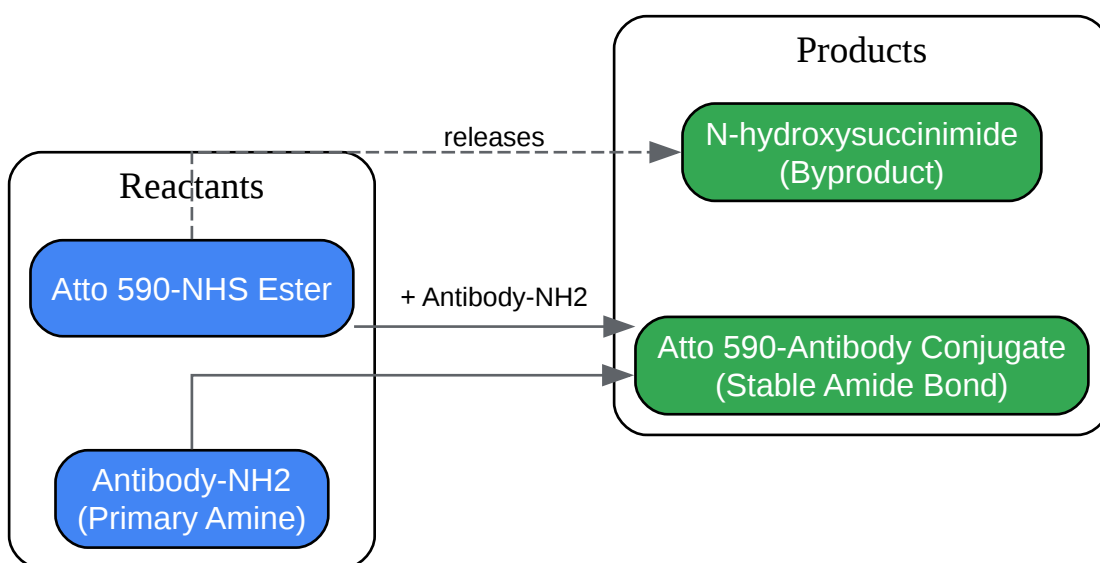 Products
releases
N-hydroxysuccinimide
(Byproduct)
Reactants
Atto 590-NHS Ester
+ Antibody-NH2
Atto 590-Antibody Conjugate
(Stable Amide Bond)
Antibody-NH2
(Primary Amine)